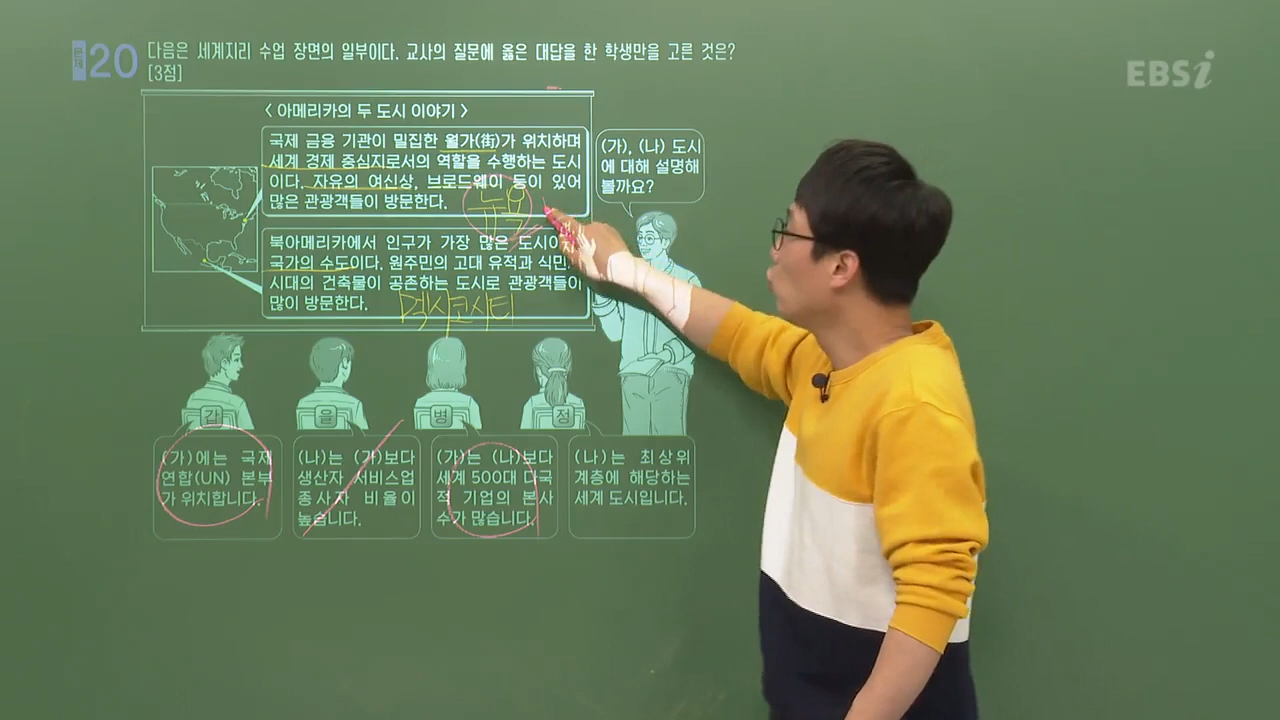 문제 20 다음은 세계지리 수업 장면의 일부이다. 교사의 질문에 옳은 대답을 한 학생만을 고른 것은?
[3점]
EBSi
< 아메리카의 두 도시 이야기 >
국제 금융 기관이 밀집한 월가(街)가 위치하며
세계 경제 중심지로서의 역할을 수행하는 도시
이다. 자유의 여신상, 브로드웨이 등이 있어
많은 관광객들이 방문한다.
뉴욕
북아메리카에서 인구가 가장 많은 도시이
국가의 수도이다. 원주민의 고대 유적과 식민
시대의 건축물이 공존하는 도시로 관광객들이
많이 방문한다.
멕시코시티
(가), (나) 도시
에 대해 설명해
볼까요?
갑
을
병
정
(가)에는 국제
연합(UN) 본부
가 위치합니다.
(나)는 (가)보다
생산자 서비스업
종사자 비율이
높습니다.
(가)는 (나)보다
세계 500대 다국
적 기업의 본사
수가 많습니다.
(나)는 최상위
계층에 해당하는
세계 도시입니다.